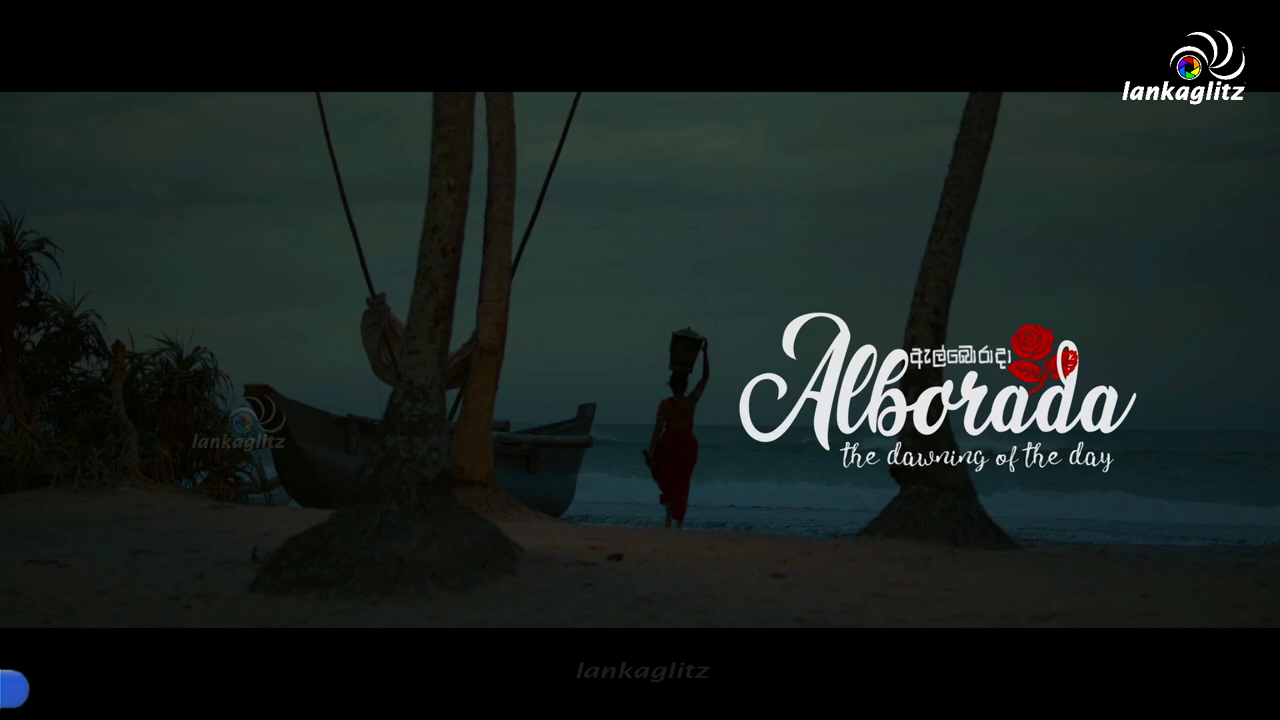 lankaglitz
ඇල්බොරාදා
Alborada
the dawning of the day
lankaglitz
lankaglitz